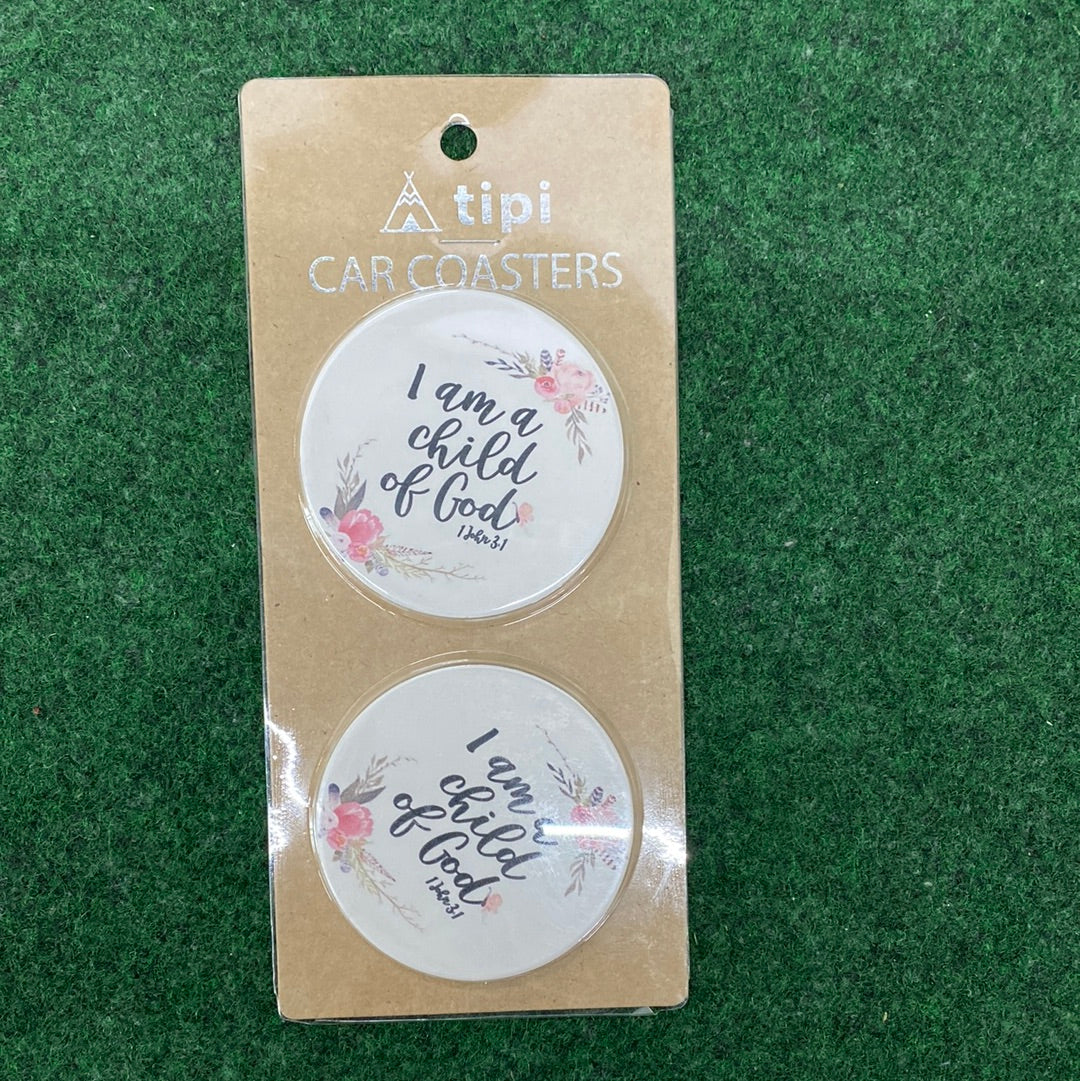 tipi
CAR COASTERS
I am a
child
of God
1 John 3:1
I am a
child
of God
1 John 3:1